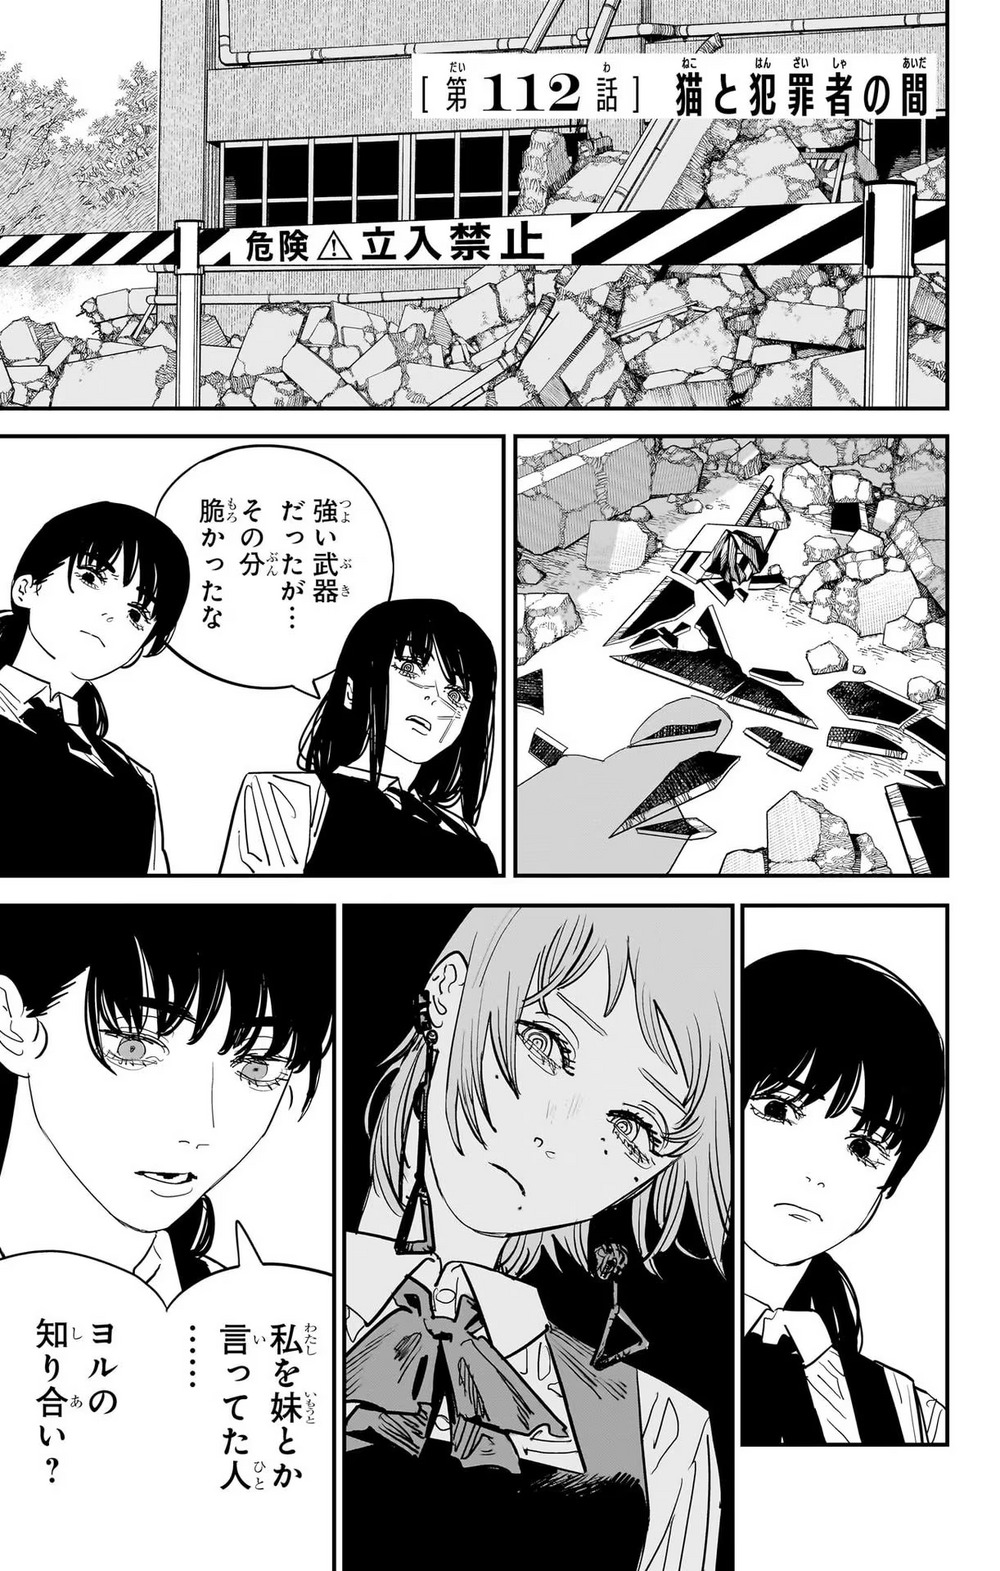 [第112話] 猫と犯罪者の間
危険⚠立入禁止
強い武器
だったが…
その分
脆かったな
私を妹とか
言ってた人
……
ヨルの
知り合い?